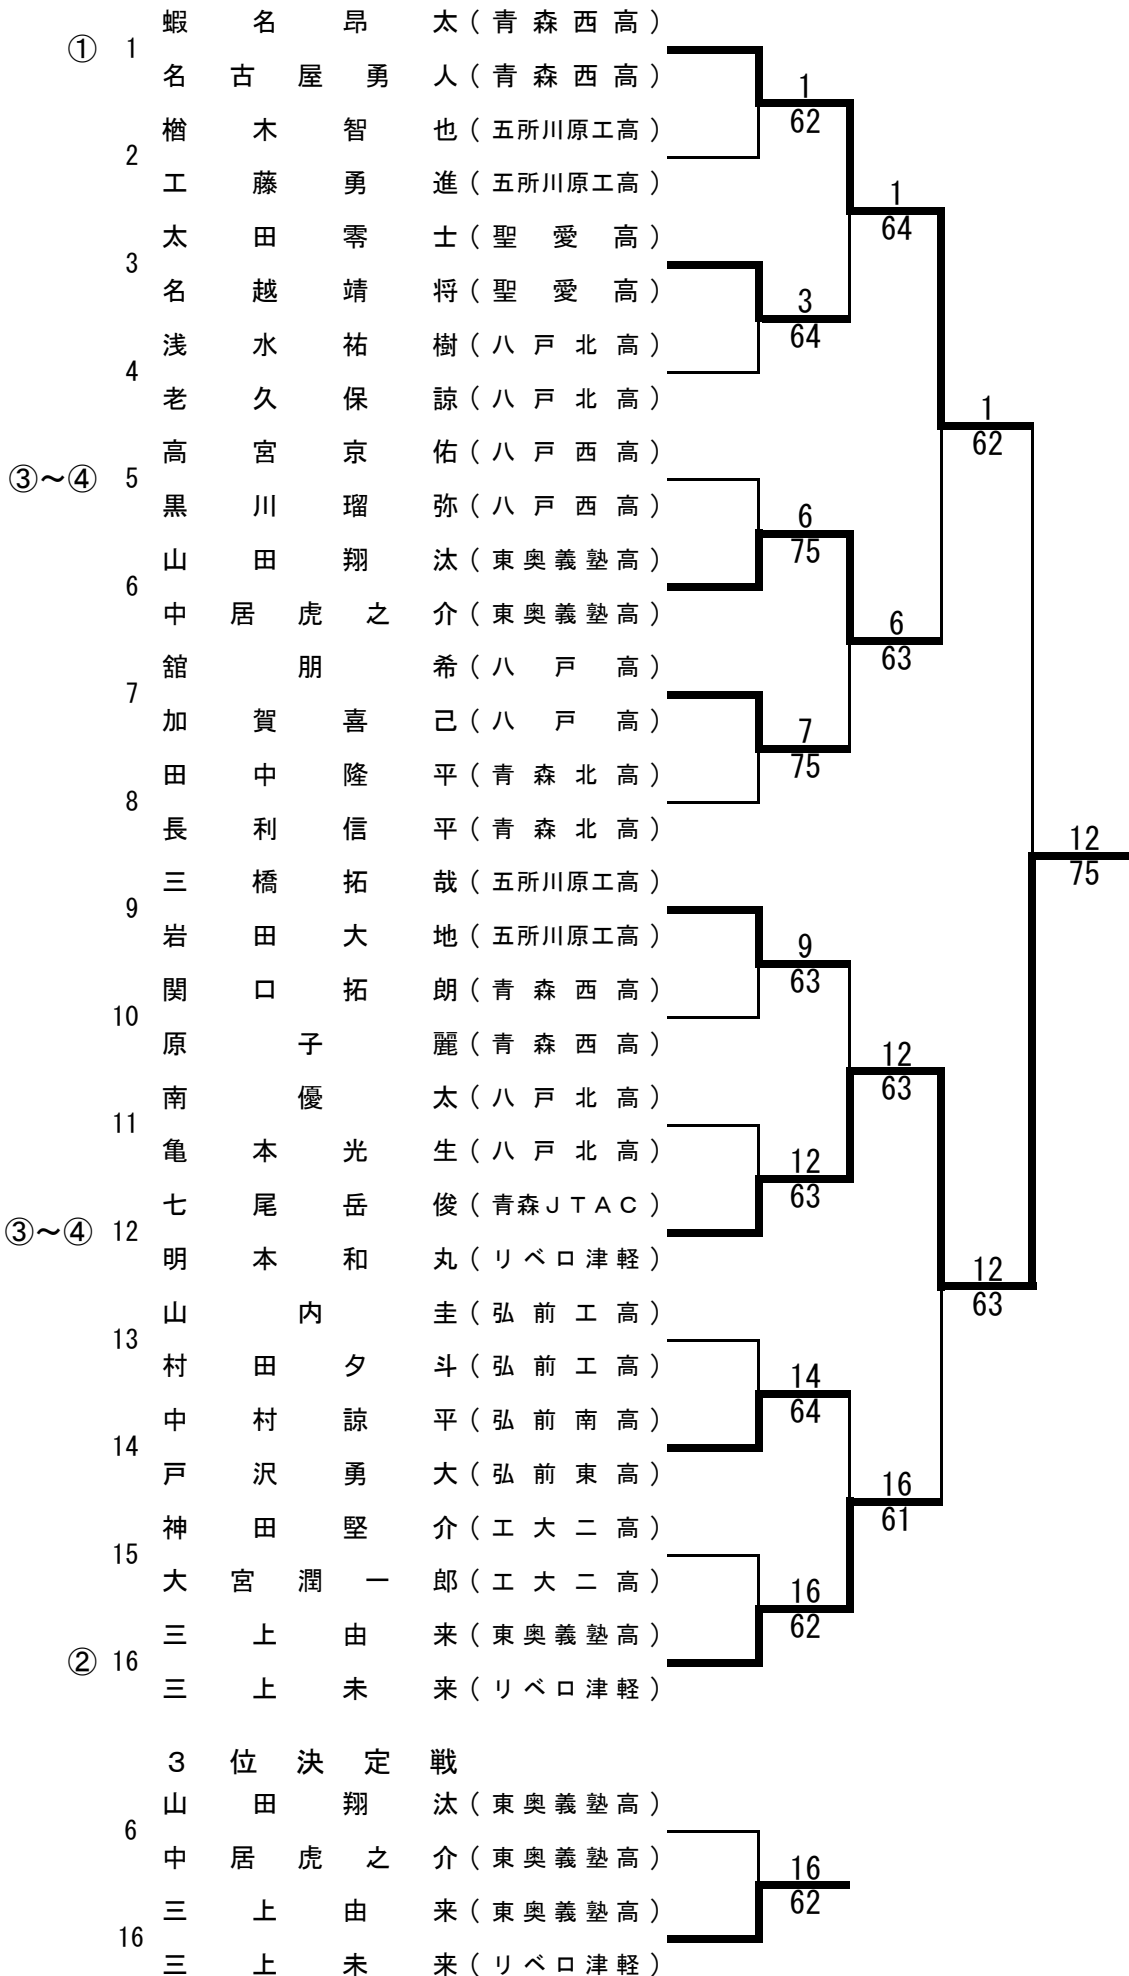 蝦名昂太（青森西高）
① 1
名古屋勇人（青森西高）
1
62
楢木智也（五所川原工高）
2
工藤勇進（五所川原工高）
1
64
太田零士（聖愛高）
3
名越靖将（聖愛高）
3
64
浅水祐樹（八戸北高）
4
老久保諒（八戸北高）
1
62
高宮京佑（八戸西高）
③～④ 5
黒川瑠弥（八戸西高）
6
75
山田翔汰（東奥義塾高）
6
中居虎之介（東奥義塾高）
6
63
舘朋希（八戸高）
7
加賀喜己（八戸高）
7
75
田中隆平（青森北高）
8
長利信平（青森北高）
12
75
三橋拓哉（五所川原工高）
9
岩田大地（五所川原工高）
9
63
関口拓朗（青森西高）
10
原子麗（青森西高）
12
63
南優太（八戸北高）
11
亀本光生（八戸北高）
12
63
七尾岳俊（青森ＪＴＡＣ）
③～④ 12
明本和丸（リベロ津軽）
12
63
山内圭（弘前工高）
13
村田夕斗（弘前工高）
14
64
中村諒平（弘前南高）
14
戸沢勇大（弘前東高）
16
61
神田堅介（工大二高）
15
大宮潤一郎（工大二高）
16
62
三上由来（東奥義塾高）
② 16
三上未来（リベロ津軽）
３位決定戦
山田翔汰（東奥義塾高）
6
中居虎之介（東奥義塾高）
16
62
三上由来（東奥義塾高）
16
三上未来（リベロ津軽）